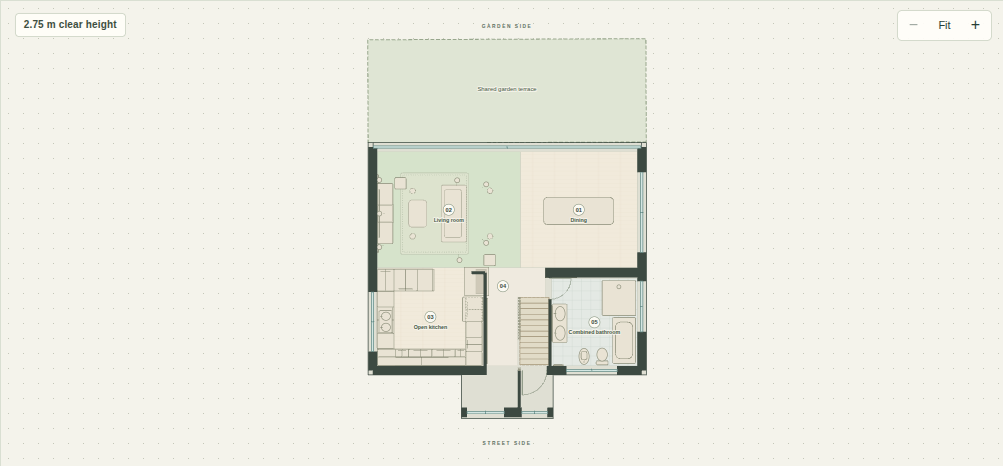 2.75 m clear height
GARDEN SIDE
− Fit +
Shared garden terrace
02
Living room
01
Dining
04
03
Open kitchen
05
Combined bathroom
STREET SIDE